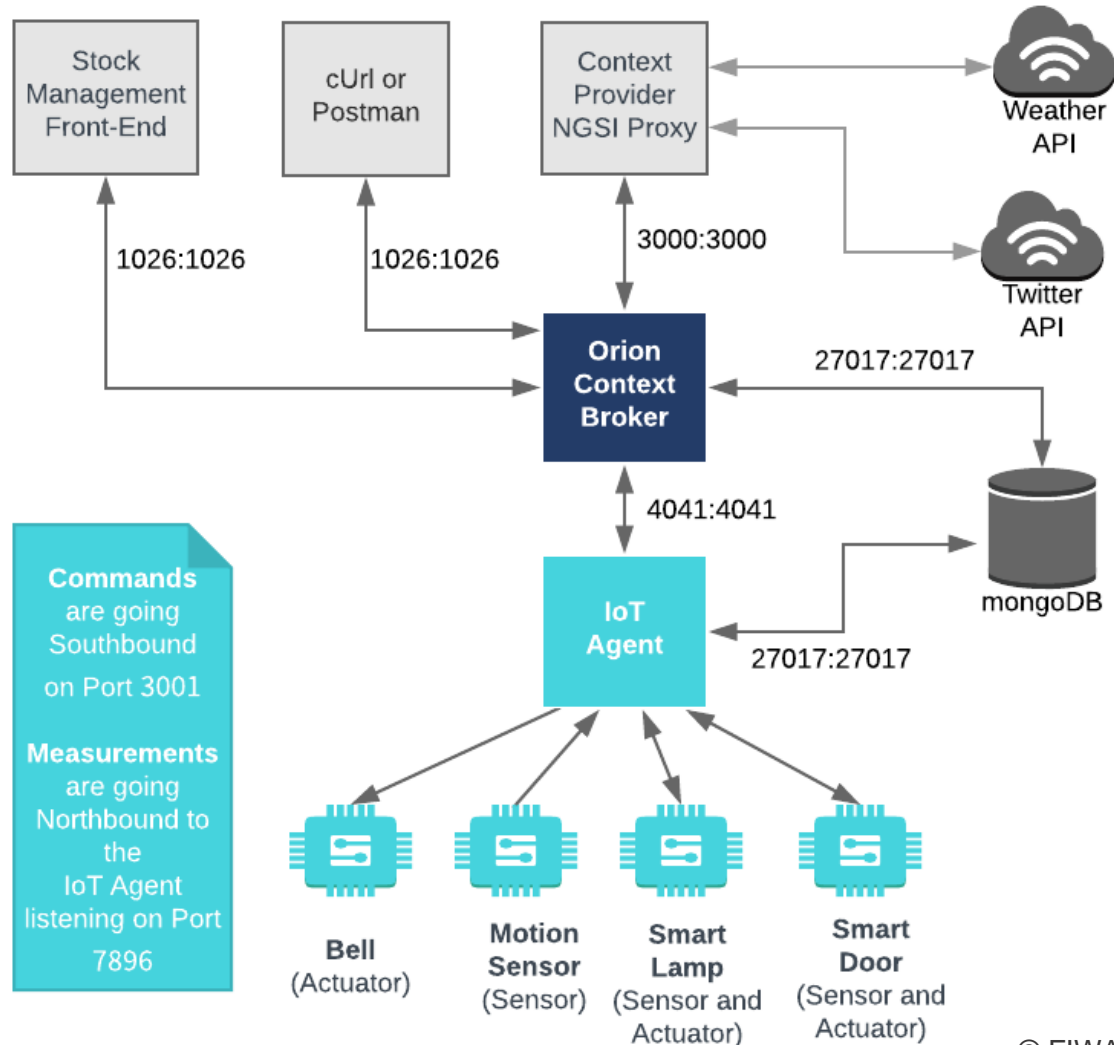 Stock
Management
Front-End
cUrl or
Postman
Context
Provider
NGSI Proxy
Weather
API
1026:1026
1026:1026
3000:3000
Twitter
API
Orion
Context
Broker
27017:27017
4041:4041
mongoDB
IoT
Agent
27017:27017
Commands
are going
Southbound
on Port 3001
Measurements
are going
Northbound to
the
IoT Agent
listening on Port
7896
Bell
(Actuator)
Motion
Sensor
(Sensor)
Smart
Lamp
(Sensor and
Actuator)
Smart
Door
(Sensor and
Actuator)